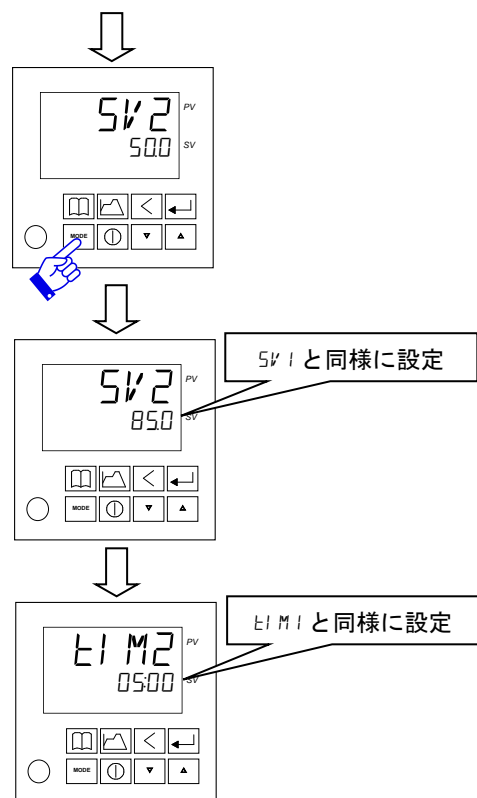 SV2 PV
50.0 SV
MODE
SV1と同様に設定
SV2 PV
85.0 SV
MODE
tIM1と同様に設定
tIM2 PV
05:00 SV
MODE